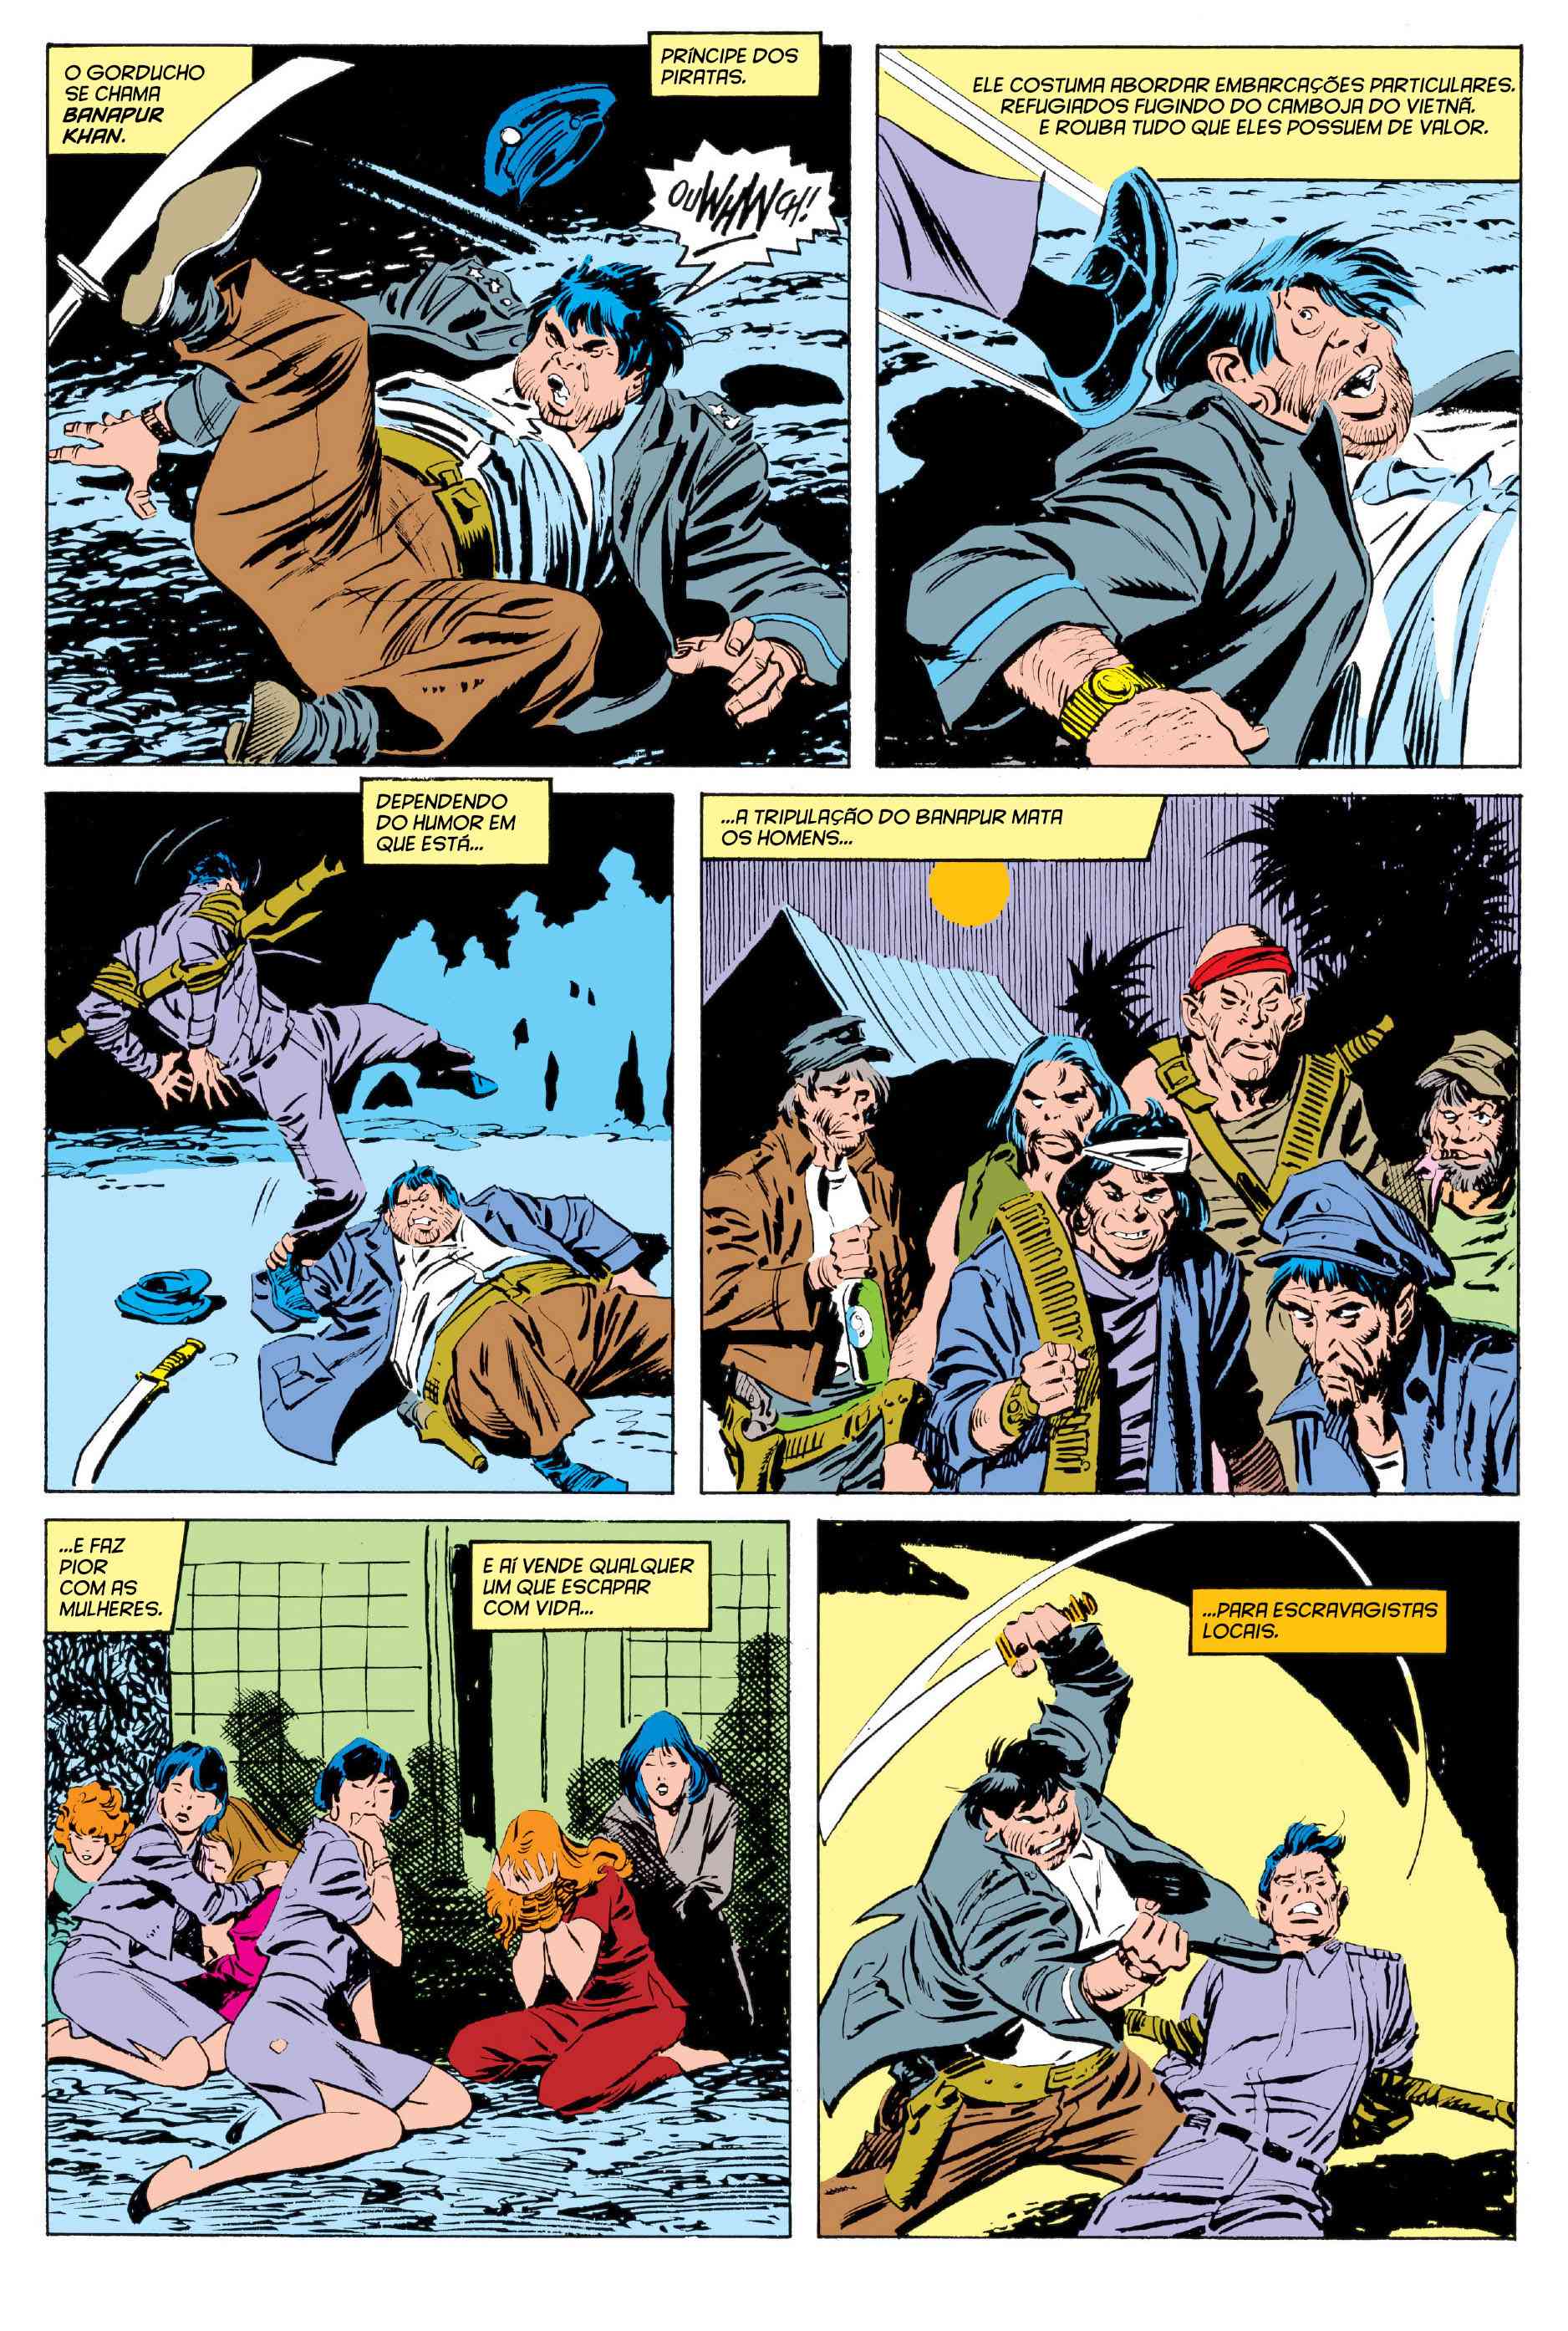 O GORDUCHO
SE CHAMA
BANAPUR
KHAN.
PRÍNCIPE DOS
PIRATAS.
OUWHNCH!
ELE COSTUMA ABORDAR EMBARCAÇÕES PARTICULARES.
REFUGIADOS FUGINDO DO CAMBOJA DO VIETNÃ.
E ROUBA TUDO QUE ELES POSSUEM DE VALOR.
DEPENDENDO
DO HUMOR EM
QUE ESTÁ...
...A TRIPULAÇÃO DO BANAPUR MATA
OS HOMENS...
...E FAZ
PIOR
COM AS
MULHERES.
E AÍ VENDE QUALQUER
UM QUE ESCAPAR
COM VIDA...
...PARA ESCRAVAGISTAS
LOCAIS.